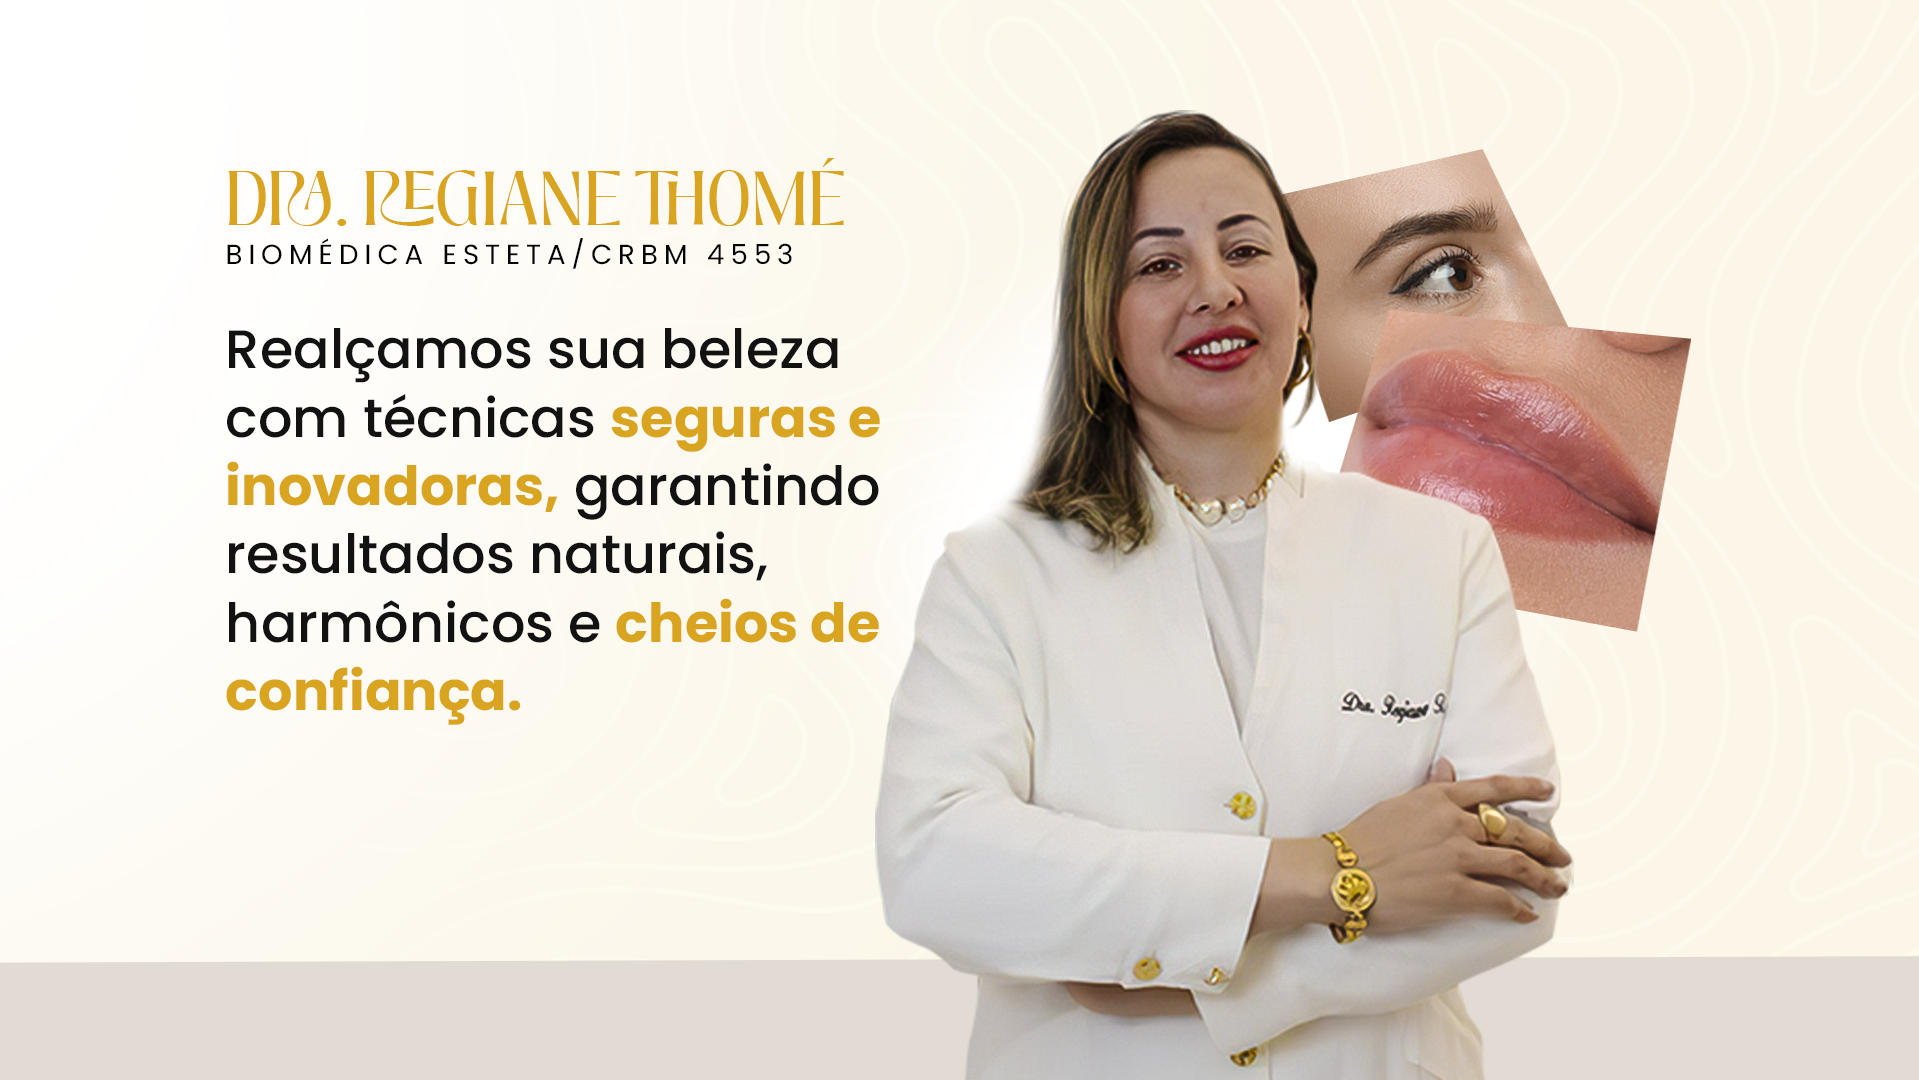 DRA. REGIANE THOMÉ
BIOMÉDICA ESTETA/CRBM 4553
Realçamos sua beleza
com técnicas seguras e
inovadoras, garantindo
resultados naturais,
harmônicos e cheios de
confiança.
Dra. Regiane